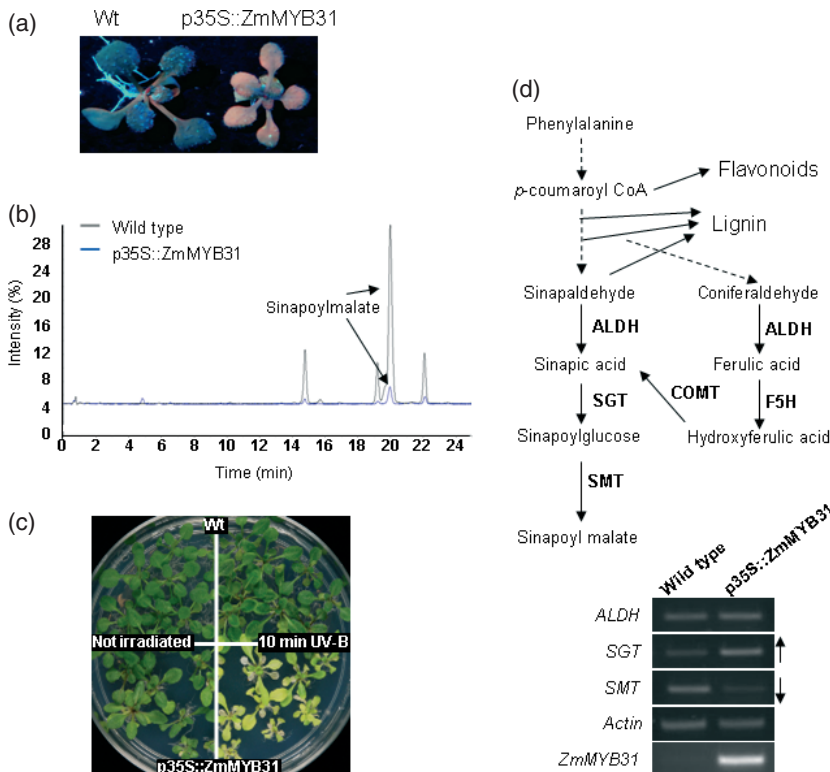 (a)
Wt p35S::ZmMYB31
(b)
Wild type
p35S::ZmMYB31
Sinapoylmalate
Intensity (%)
28
24
20
16
12
8
4
0
0 2 4 6 8 10 12 14 16 18 20 22 24
Time (min)
(c)
Wt
Not irradiated
10 min UV-B
p35S::ZmMYB31
(d)
Phenylalanine
p-coumaroyl CoA
Flavonoids
Lignin
Sinapaldehyde
Coniferaldehyde
ALDH
ALDH
Sinapic acid
Ferulic acid
SGT
COMT
F5H
Sinapoylglucose
Hydroxyferulic acid
SMT
Sinapoyl malate
Wild type
p35S::ZmMYB31
ALDH
SGT
SMT
Actin
ZmMYB31